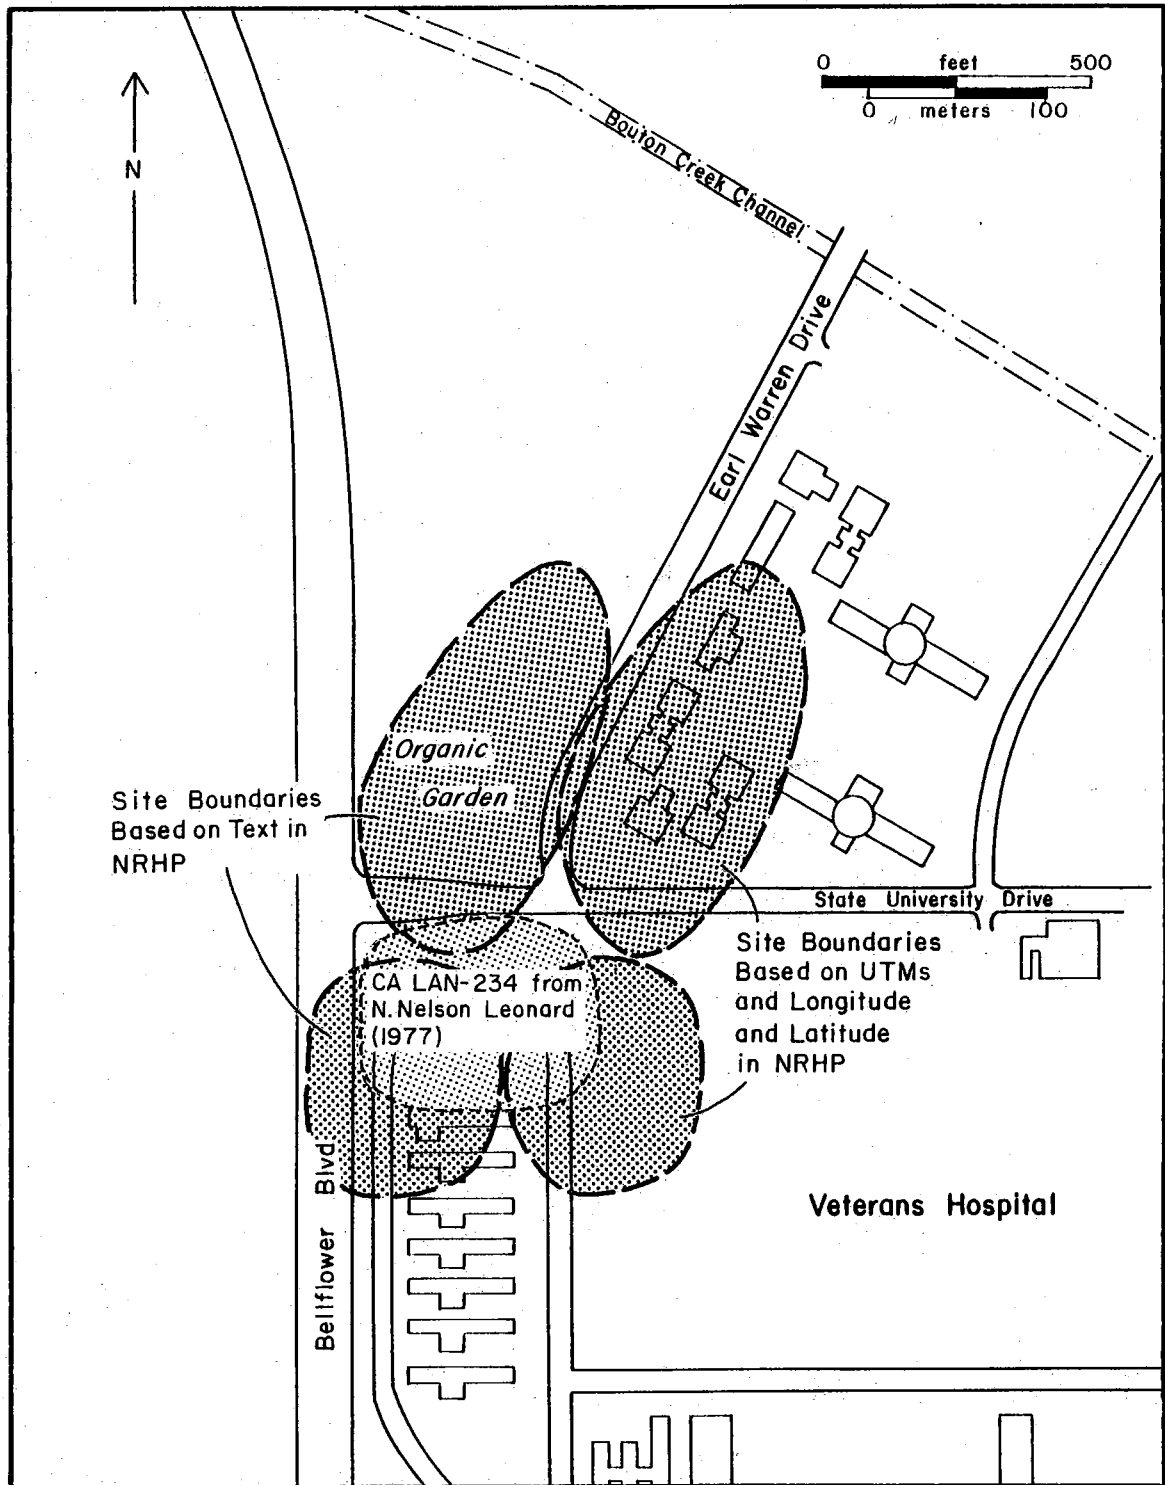 0 feet 500
0 meters 100
N
Bouton Creek Channel
Earl Warren Drive
Organic
Garden
Site Boundaries
Based on Text in
NRHP
State University Drive
Site Boundaries
Based on UTMs
and Longitude
and Latitude
in NRHP
CA LAN-234 from
N. Nelson Leonard
(1977)
Bellflower Blvd
Veterans Hospital